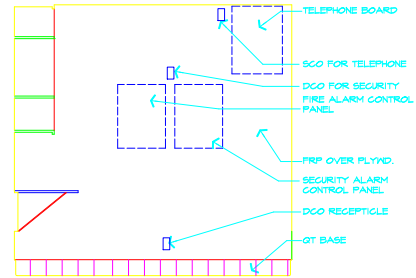 TELEPHONE BOARD
SCO FOR TELEPHONE
DCO FOR SECURITY
FIRE ALARM CONTROL
PANEL
FRP OVER PLYWD.
SECURITY ALARM
CONTROL PANEL
DCO RECEPTICLE
QT BASE